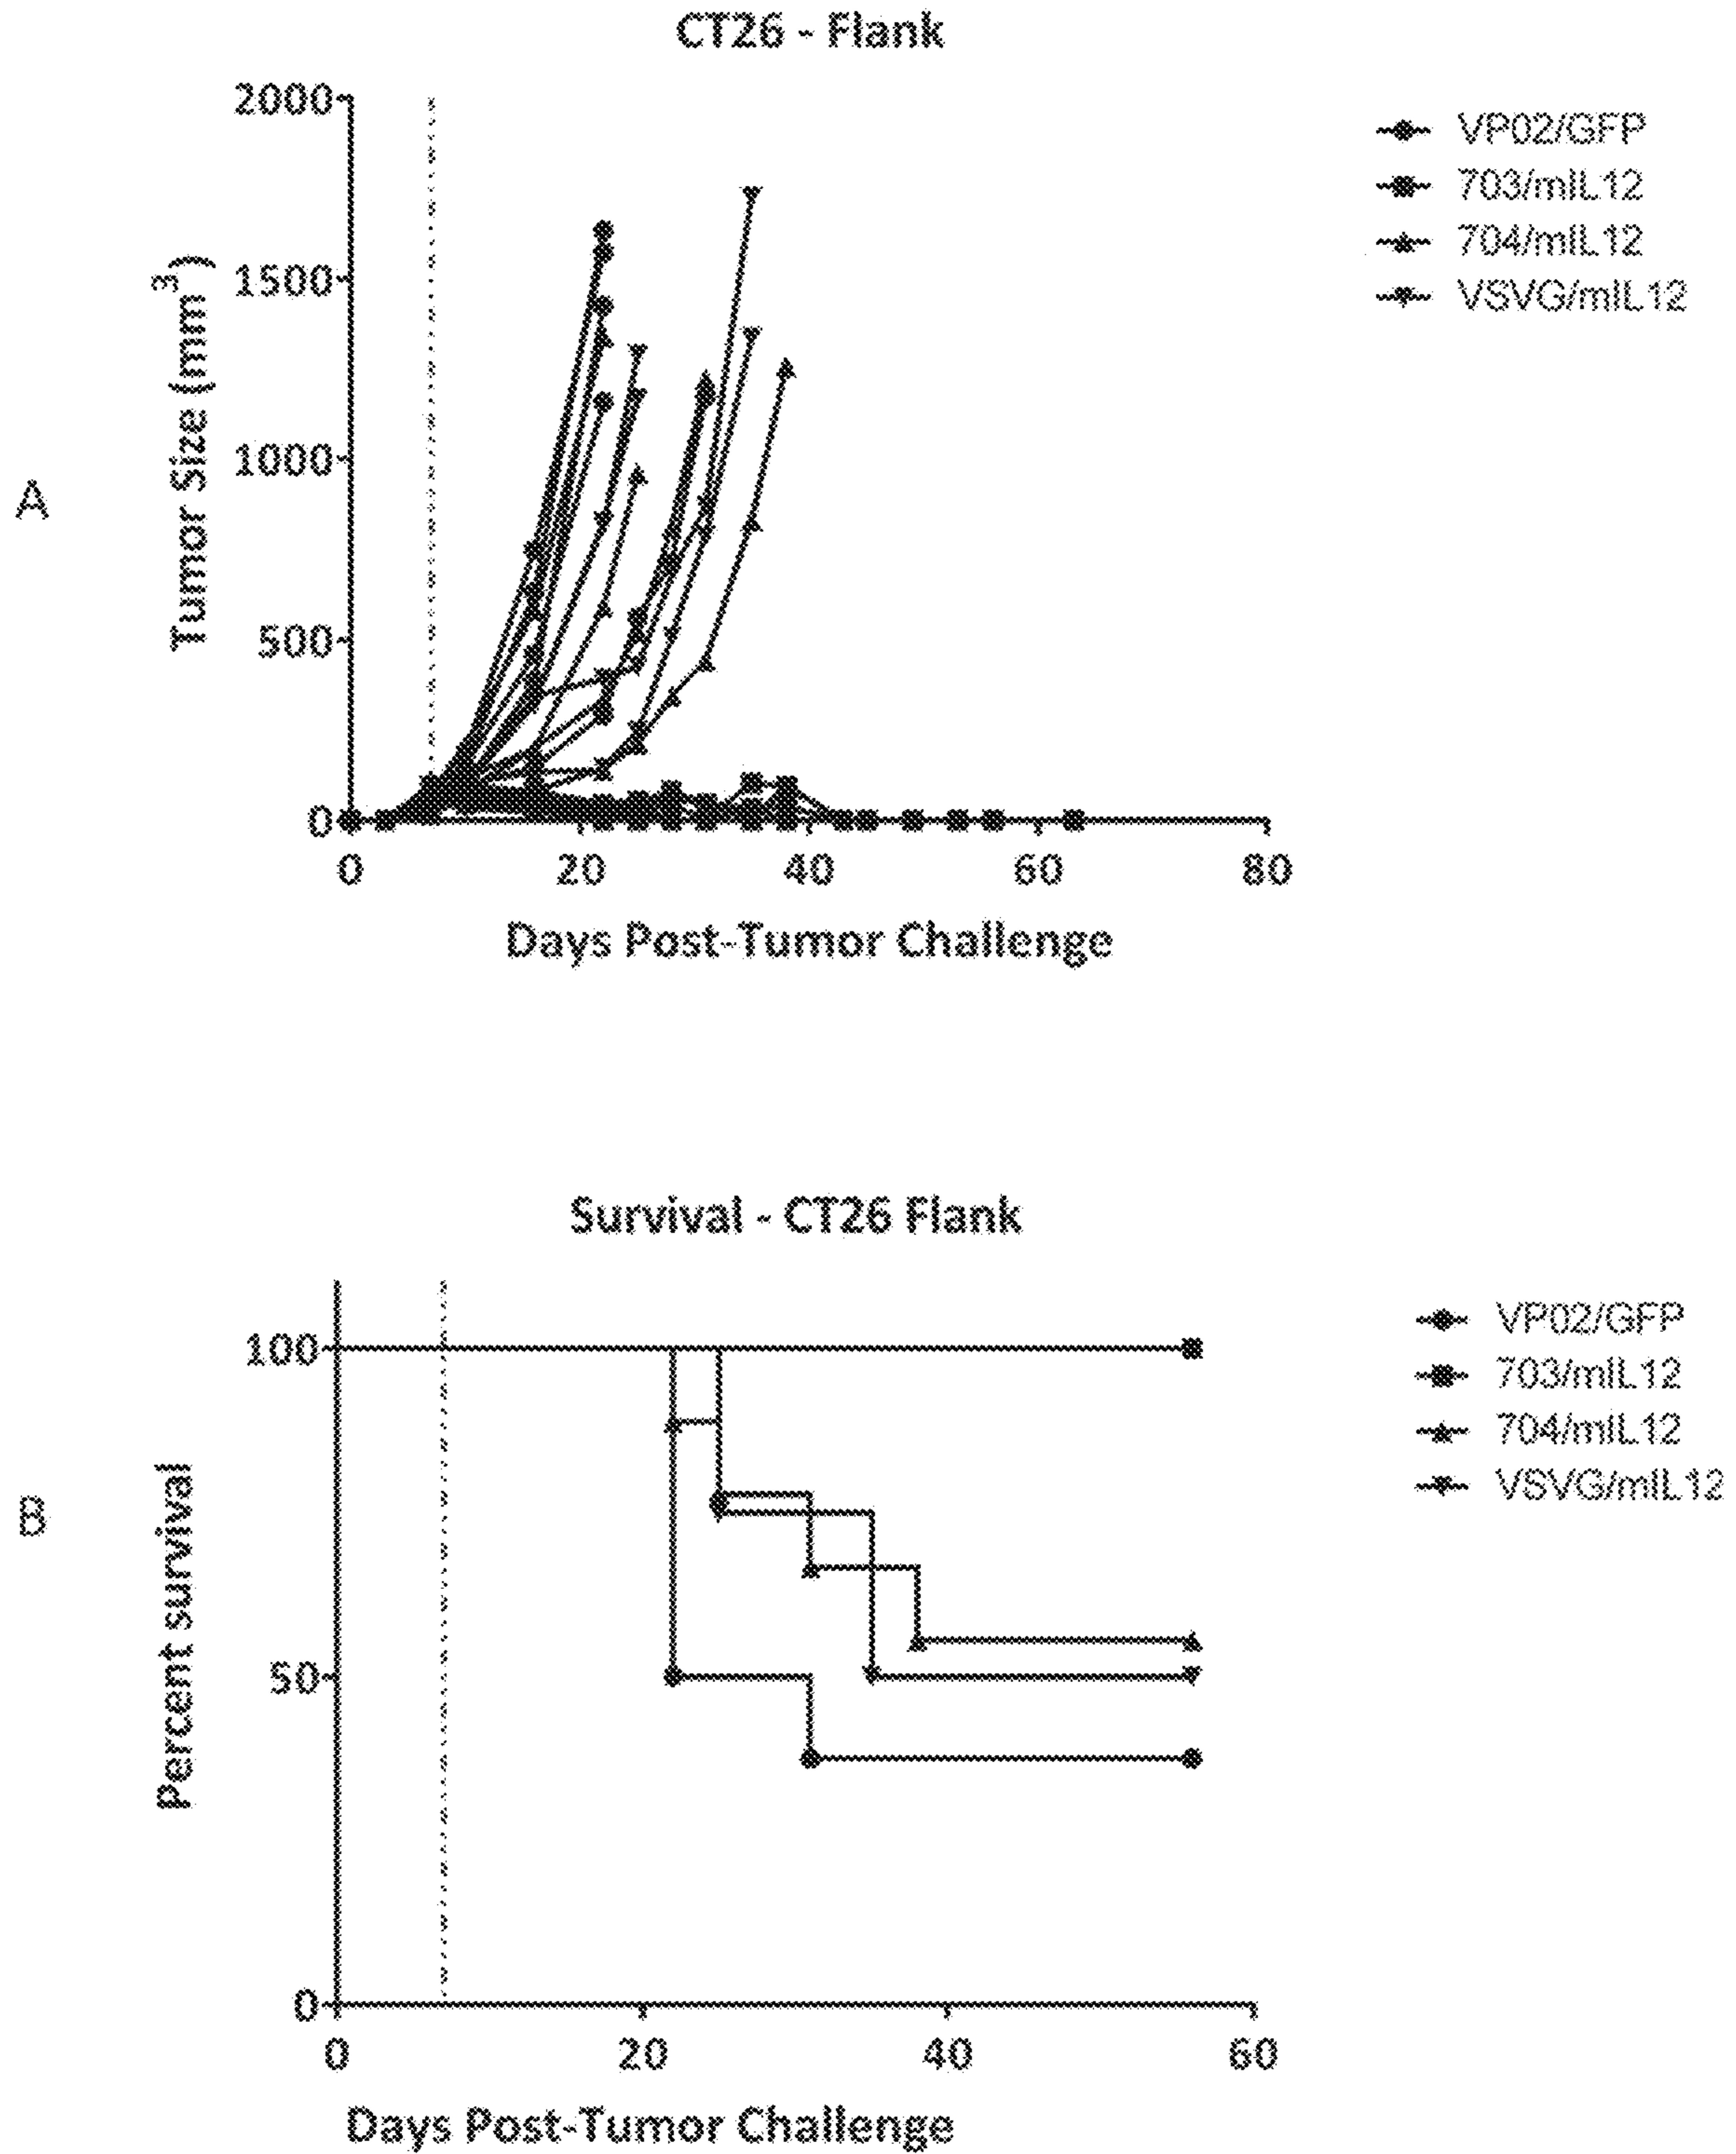 CT26 - Flank
2000
1500
1000
500
0
0 20 40 60 80
Tumor Size (mm3)
Days Post-Tumor Challenge
VP02/GFP
703/mIL12
704/mIL12
VSVG/mIL12
A
Survival - CT26 Flank
100
50
0
0 20 40 60
Percent survival
Days Post-Tumor Challenge
VP02/GFP
703/mIL12
704/mIL12
VSVG/mIL12
B